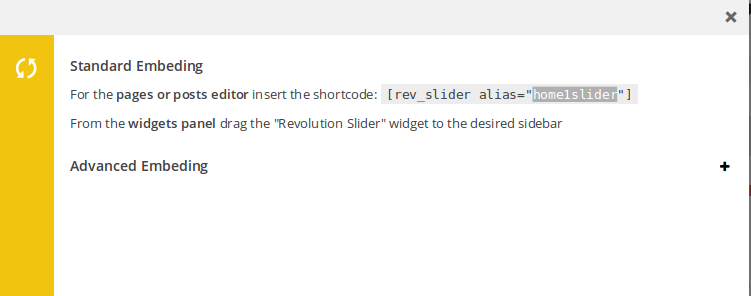 Standard Embeding
For the pages or posts editor insert the shortcode: [rev_slider alias="home1slider"]
From the widgets panel drag the "Revolution Slider" widget to the desired sidebar
Advanced Embeding